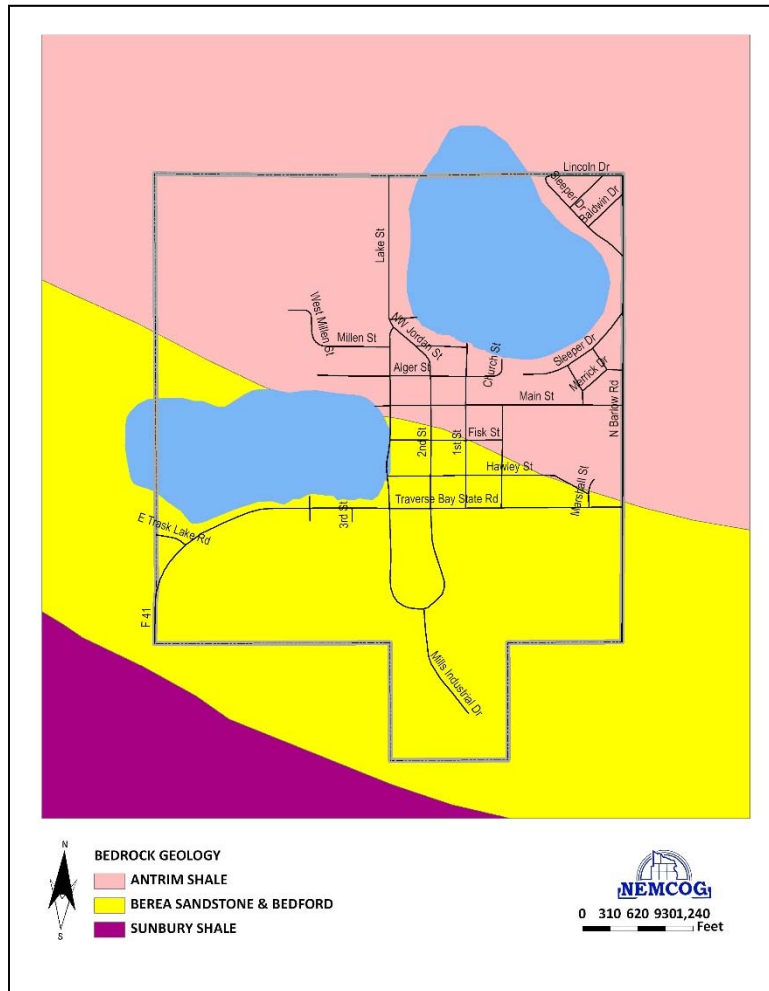 Lincoln Dr
Sleeper Dr
Baldwin Dr
Lake St
West Millen St
NW Jordan St
Millen St
Church St
Sleeper Dr
Alger St
Merrick Dr
Main St
N Barlow Rd
2nd St
1st St
Fisk St
Hawley St
Marshall St
Traverse Bay State Rd
3rd St
E Trask Lake Rd
F 41
Mills Industrial Dr
N
S
BEDROCK GEOLOGY
ANTRIM SHALE
BEREA SANDSTONE & BEDFORD
SUNBURY SHALE
NEMCOG
0 310 620 9301,240
Feet